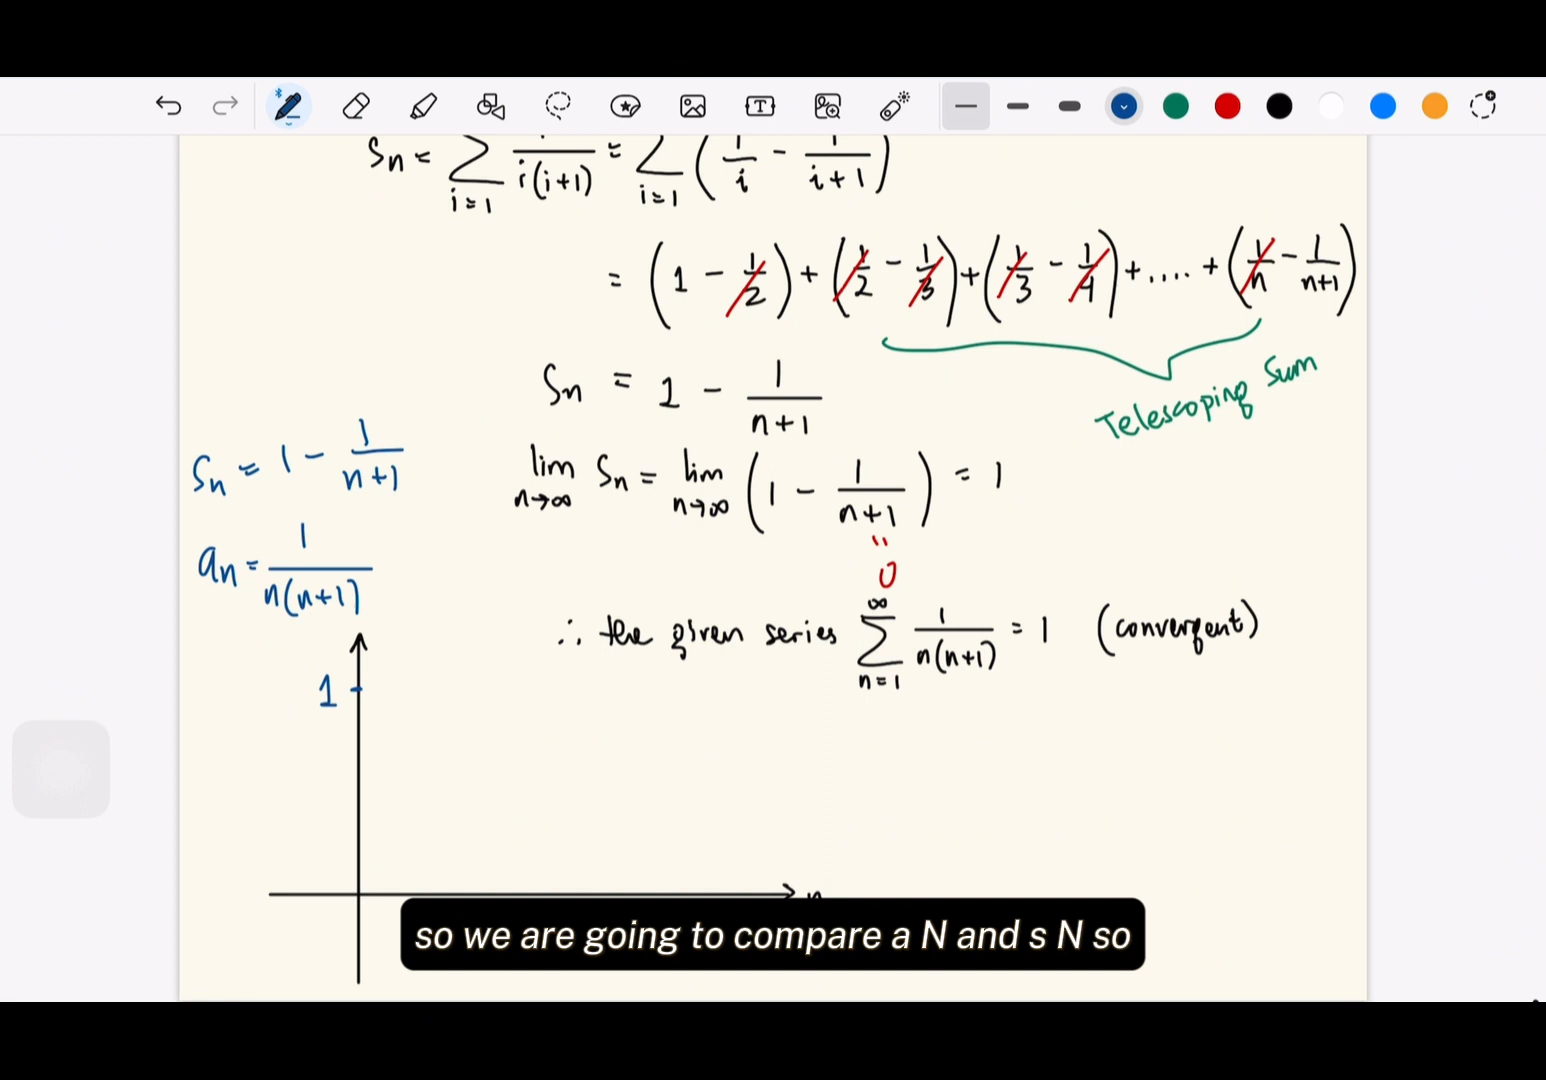 Sn = ∑ i=1 1/i(i+1) = ∑ i=1 (1/i - 1/i+1)
= (1 - 1/2) + (1/2 - 1/3) + (1/3 - 1/4) + .... + (1/n - 1/n+1)
Telescoping Sum
Sn = 1 - 1/n+1
Sn = 1 - 1/n+1
lim n→∞ Sn = lim n→∞ (1 - 1/n+1) = 1
"
0
an = 1/n(n+1)
∴ the given series ∞∑n=1 1/n(n+1) = 1 (convergent)
1
n
so we are going to compare a N and s N so